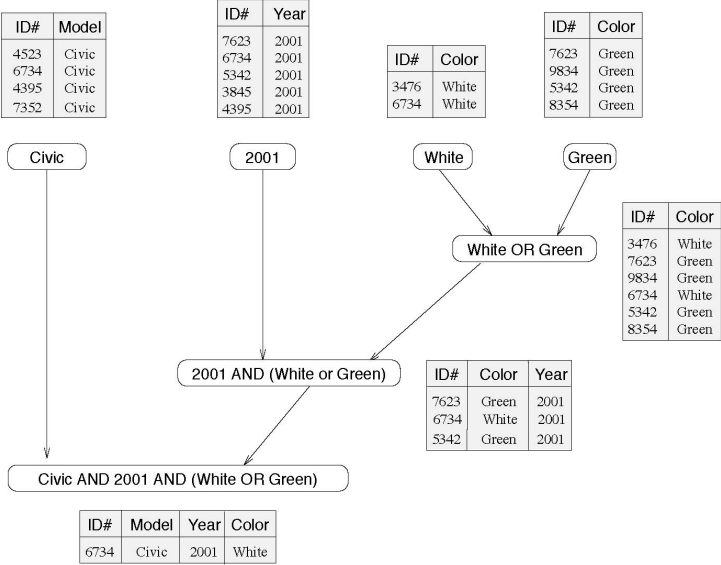 ID# Model
4523 Civic
6734 Civic
4395 Civic
7352 Civic
ID# Year
7623 2001
6734 2001
5342 2001
3845 2001
4395 2001
ID# Color
3476 White
6734 White
ID# Color
7623 Green
9834 Green
5342 Green
8354 Green
Civic
2001
White
Green
White OR Green
ID# Color
3476 White
7623 Green
9834 Green
6734 White
5342 Green
8354 Green
2001 AND (White or Green)
ID# Color Year
7623 Green 2001
6734 White 2001
5342 Green 2001
Civic AND 2001 AND (White OR Green)
ID# Model Year Color
6734 Civic 2001 White